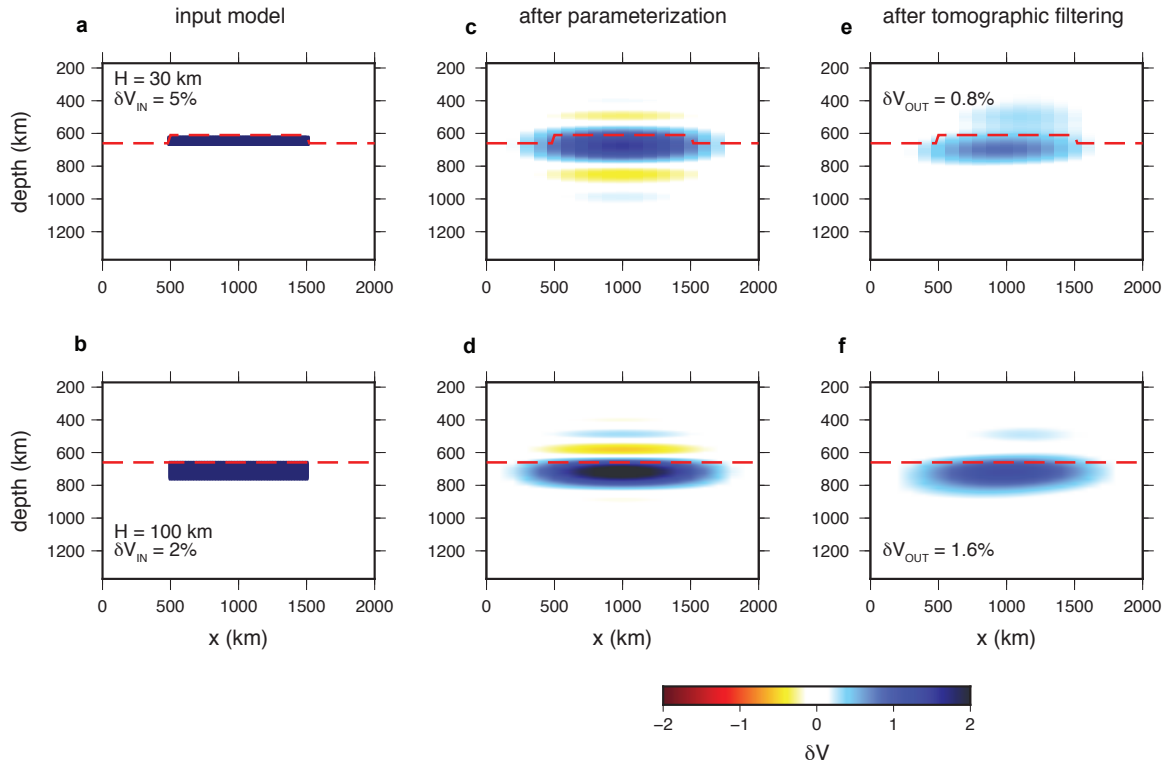 input model
after parameterization
after tomographic filtering
a
c
e
200
400
600
800
1000
1200
depth (km)
H = 30 km
δV_IN = 5%
0 500 1000 1500 2000
200
400
600
800
1000
1200
0 500 1000 1500 2000
200
400
600
800
1000
1200
δV_OUT = 0.8%
0 500 1000 1500 2000
b
d
f
200
400
600
800
1000
1200
depth (km)
H = 100 km
δV_IN = 2%
0 500 1000 1500 2000
x (km)
200
400
600
800
1000
1200
0 500 1000 1500 2000
x (km)
200
400
600
800
1000
1200
δV_OUT = 1.6%
0 500 1000 1500 2000
x (km)
−2 −1 0 1 2
δV